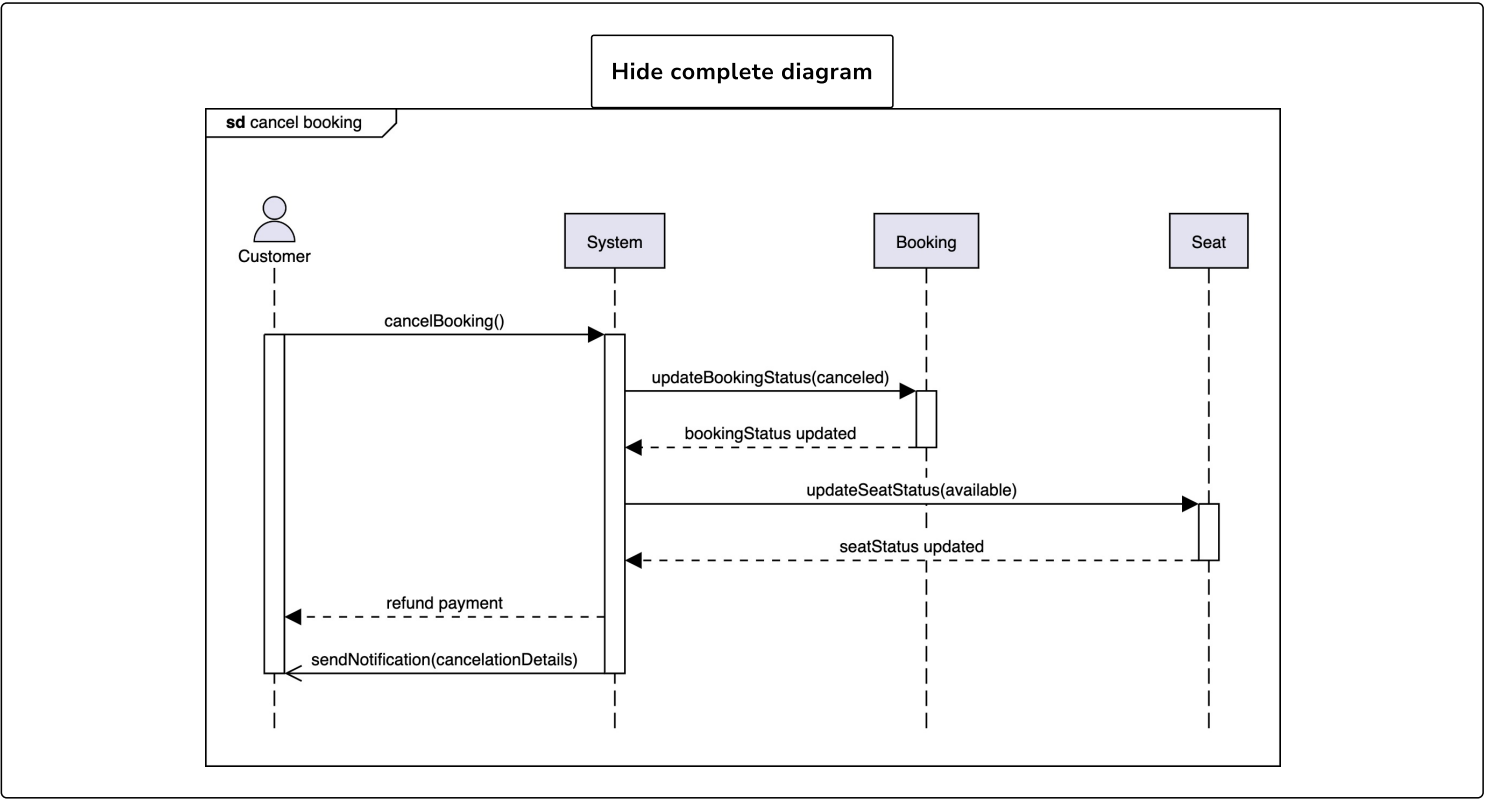 Hide complete diagram
sd cancel booking
Customer
System
Booking
Seat
cancelBooking()
updateBookingStatus(canceled)
bookingStatus updated
updateSeatStatus(available)
seatStatus updated
refund payment
sendNotification(cancelationDetails)